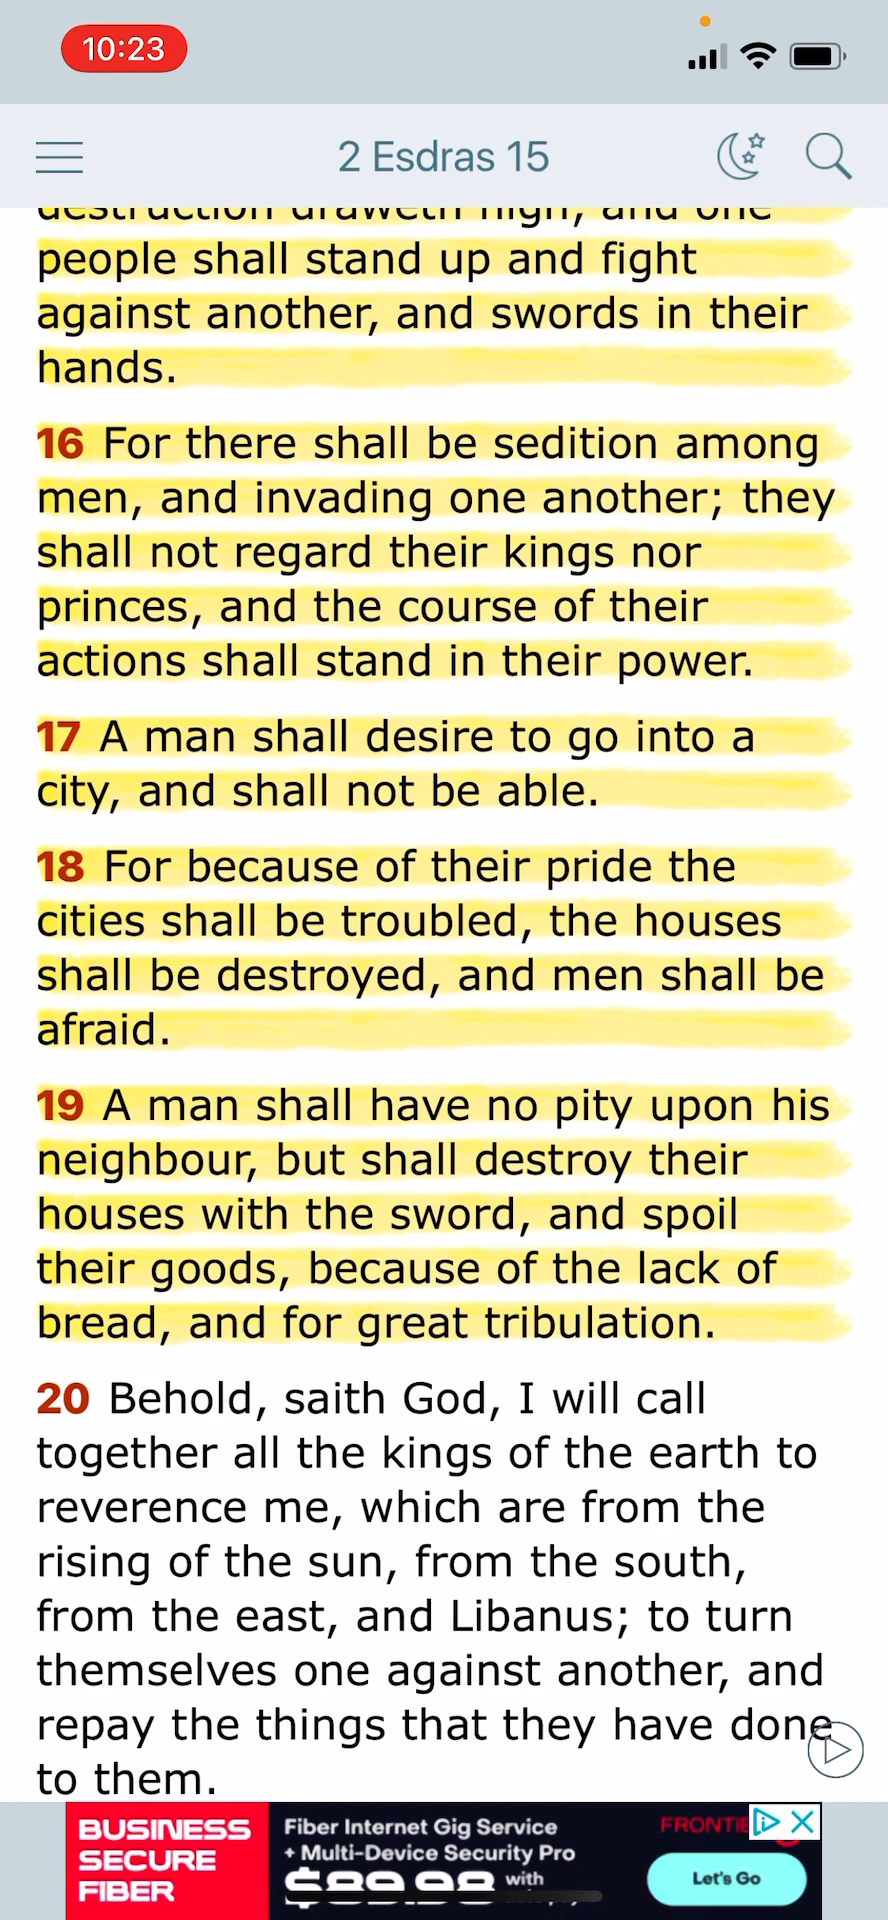 10:23
2 Esdras 15
destruction draweth nigh, and one
people shall stand up and fight
against another, and swords in their
hands.
16 For there shall be sedition among
men, and invading one another; they
shall not regard their kings nor
princes, and the course of their
actions shall stand in their power.
17 A man shall desire to go into a
city, and shall not be able.
18 For because of their pride the
cities shall be troubled, the houses
shall be destroyed, and men shall be
afraid.
19 A man shall have no pity upon his
neighbour, but shall destroy their
houses with the sword, and spoil
their goods, because of the lack of
bread, and for great tribulation.
20 Behold, saith God, I will call
together all the kings of the earth to
reverence me, which are from the
rising of the sun, from the south,
from the east, and Libanus; to turn
themselves one against another, and
repay the things that they have done
to them.
BUSINESS
SECURE
FIBER
Fiber Internet Gig Service
+ Multi-Device Security Pro
$89.98 with
FRONTIE
Let's Go